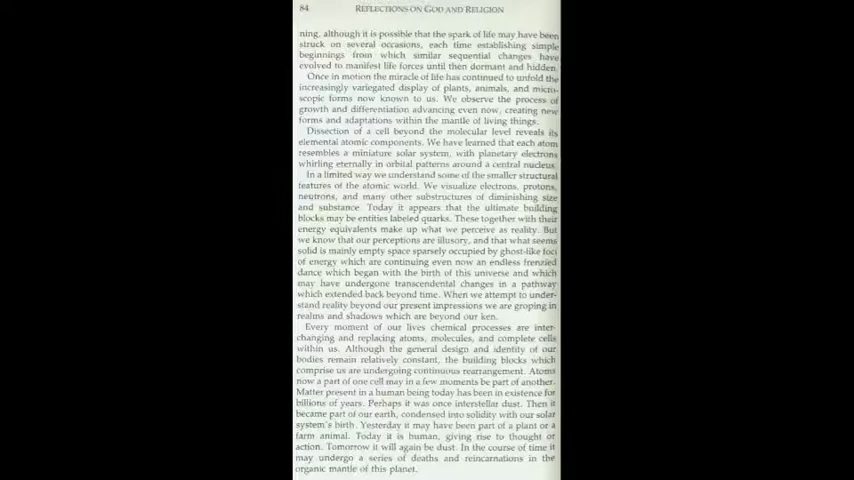 84 REFLECTIONS ON GOD AND RELIGION
ning, although it is possible that the spark of life may have been
struck on several occasions, each time establishing simple
beginnings from which similar sequential changes have
evolved to manifest life forces until then dormant and hidden.
Once in motion the miracle of life has continued to unfold the
increasingly variegated display of plants, animals, and micro-
scopic forms now known to us. We observe the process of
growth and differentiation advancing even now, creating new
forms and adaptations within the mantle of living things.
Dissection of a cell beyond the molecular level reveals its
elemental atomic components. We have learned that each atom
resembles a miniature solar system, with planetary electrons
whirling eternally in orbital patterns around a central nucleus.
In a limited way we understand some of the smaller structural
features of the atomic world. We visualize electrons, protons,
neutrons, and many other substructures of diminishing size
and substance. Today it appears that the ultimate building
blocks may be entities labeled quarks. These together with their
energy equivalents make up what we perceive as reality. But
we know that our perceptions are illusory, and that what seems
solid is mainly empty space sparsely occupied by ghost-like foci
of energy which are continuing even now an endless frenzied
dance which began with the birth of this universe and which
may have undergone transcendental changes in a pathway
which extended back beyond time. When we attempt to under-
stand reality beyond our present impressions we are groping in
realms and shadows which are beyond our ken.
Every moment of our lives chemical processes are inter-
changing and replacing atoms, molecules, and complete cells
within us. Although the general design and identity of our
bodies remain relatively constant, the building blocks which
comprise us are undergoing continuous rearrangement. Atoms
now a part of one cell may in a few moments be part of another.
Matter present in a human being today has been in existence for
billions of years. Perhaps it was once interstellar dust. Then it
became part of our earth, condensed into solidity with our solar
system's birth. Yesterday it may have been part of a plant or a
farm animal. Today it is human, giving rise to thought or
action. Tomorrow it will again be dust. In the course of time it
may undergo a series of deaths and reincarnations in the
organic mantle of this planet.